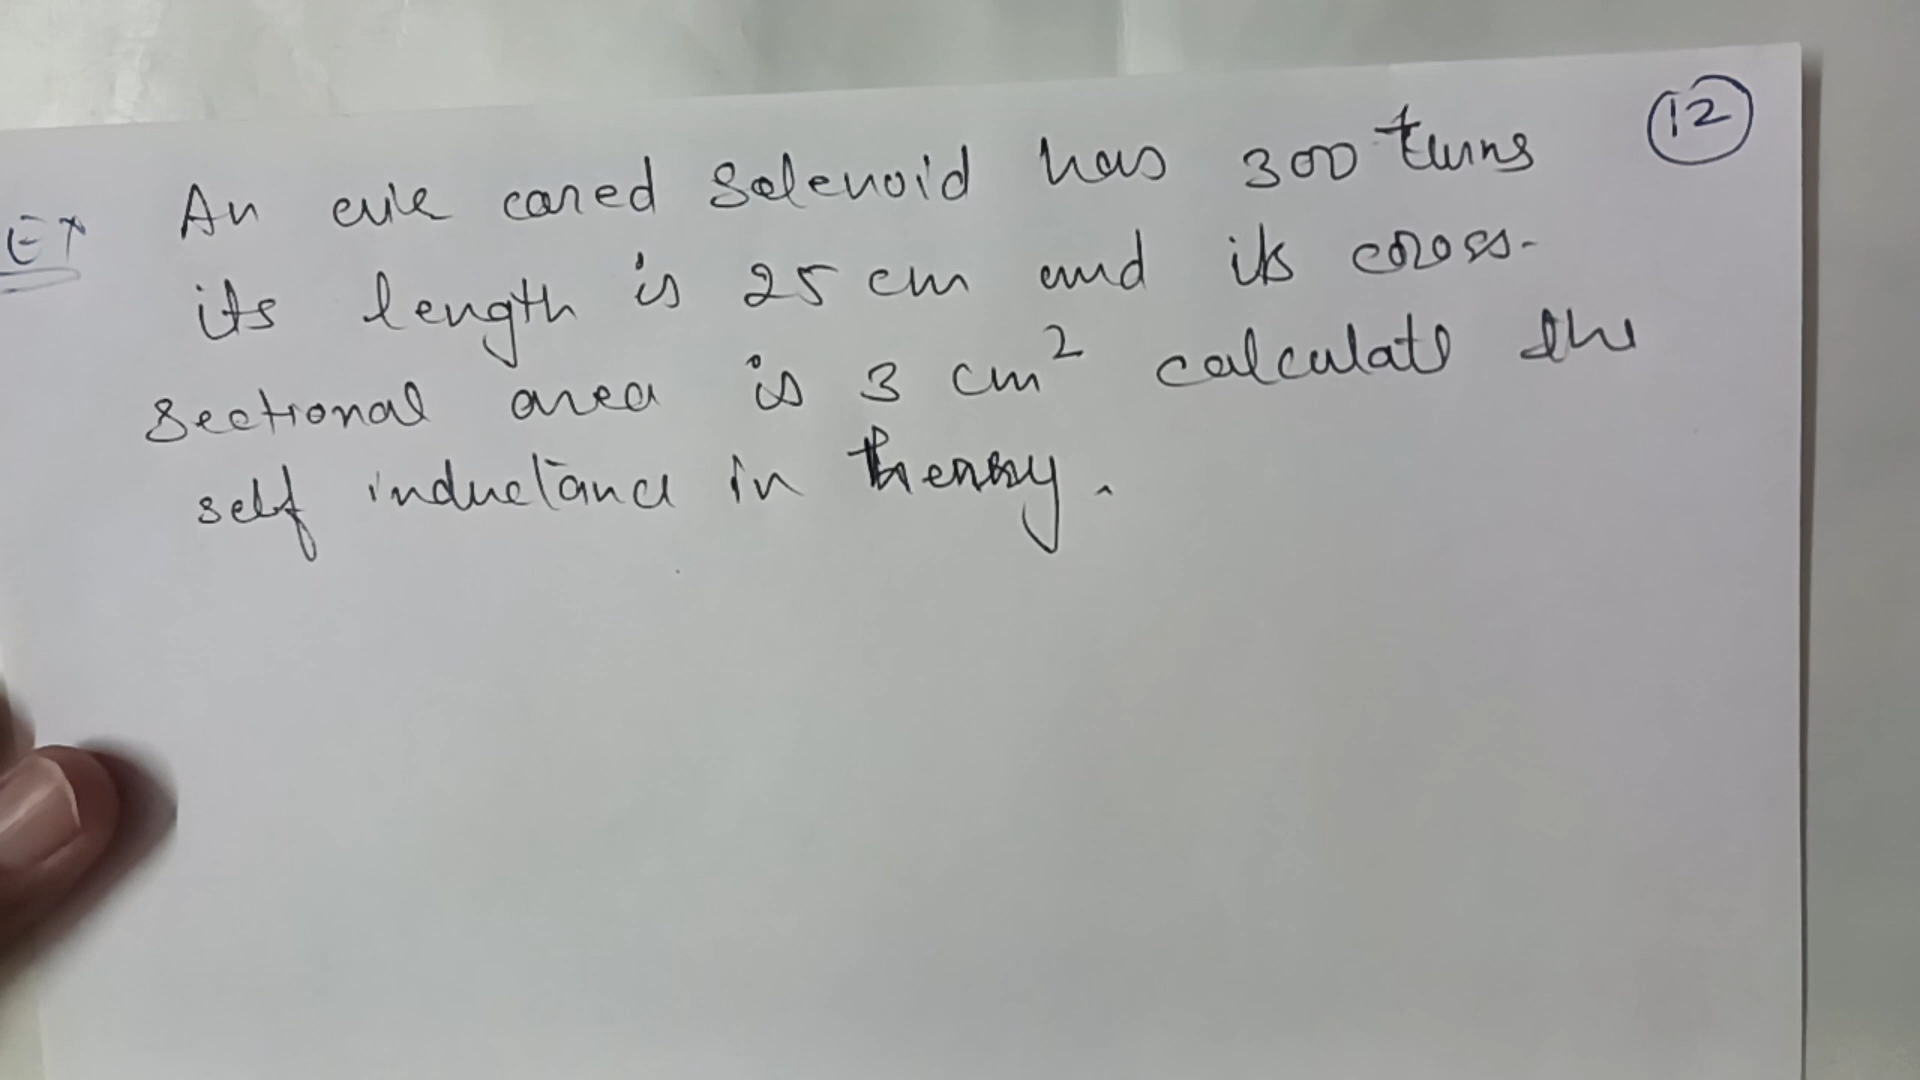 12
Ex An air cored solenoid has 300 turns
its length is 25 cm and its cross-
sectional area is 3 cm² calculate the
self inductance in henry.